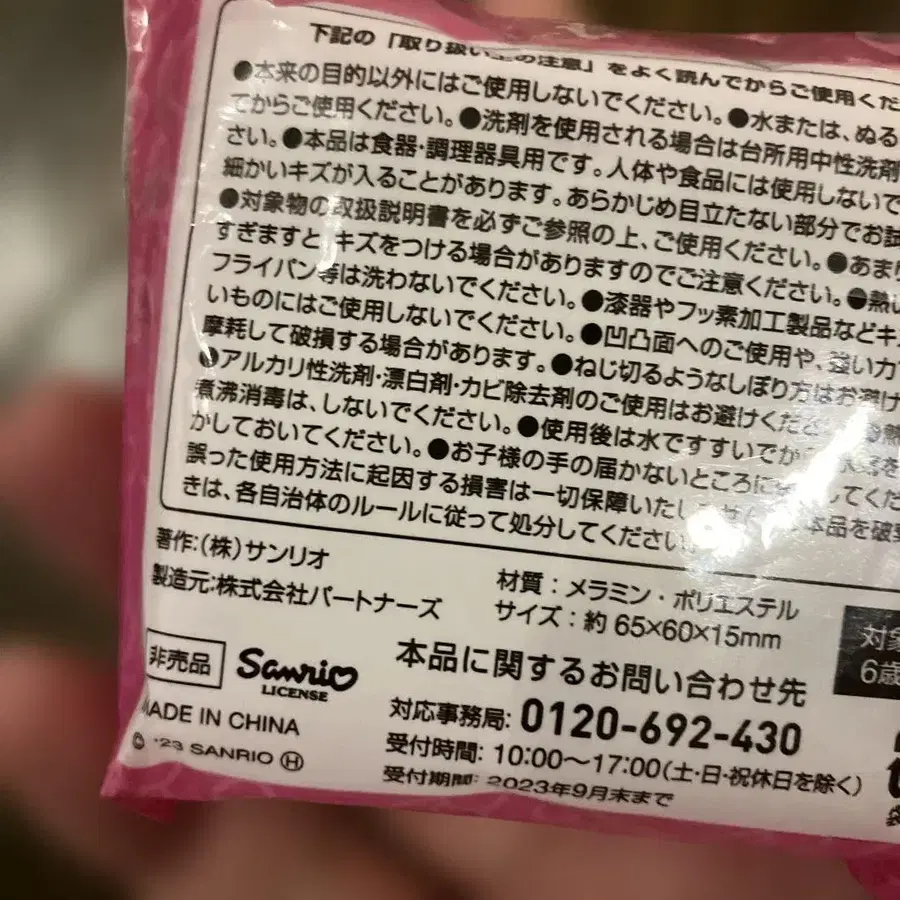 下記の「取り扱い上の注意」をよく読んでからご使用くだ
●本来の目的以外にはご使用しないでください。●水または、ぬる
てからご使用ください。●洗剤を使用される場合は台所用中性洗剤
さい。●本品は食器・調理器具用です。人体や食品には使用しないで
細かいキズが入ることがあります。あらかじめ目立たない部分でお試
●対象物の取扱説明書を必ずご参照の上、ご使用ください。●あまり
すぎますと、キズをつける場合がありますのでご注意ください。●熱い
フライパン等は洗わないでください。●漆器やフッ素加工製品などキズ
いものにはご使用しないでください。●凹凸面へのご使用や、強い力で
摩耗して破損する場合があります。●ねじ切るようなしぼり方はお避け
●アルカリ性洗剤・漂白剤・カビ除去剤のご使用はお避けくだ
煮沸消毒は、しないでください。●使用後は水ですすいでか
かしておいてください。●お子様の手の届かないところに
してくだ
誤った使用方法に起因する損害は一切保障いたし
本品を破棄
きは、各自治体のルールに従って処分してください。
著作:(株)サンリオ
製造元:株式会社パートナーズ
材質：メラミン・ポリエステル
サイズ：約 65×60×15mm
対象
6歳
非売品
Sanrio
LICENSE
MADE IN CHINA
© '23 SANRIO Ⓗ
本品に関するお問い合わせ先
対応事務局: 0120-692-430
受付時間: 10:00～17:00(土・日・祝休日を除く)
受付期間: 2023年9月末まで